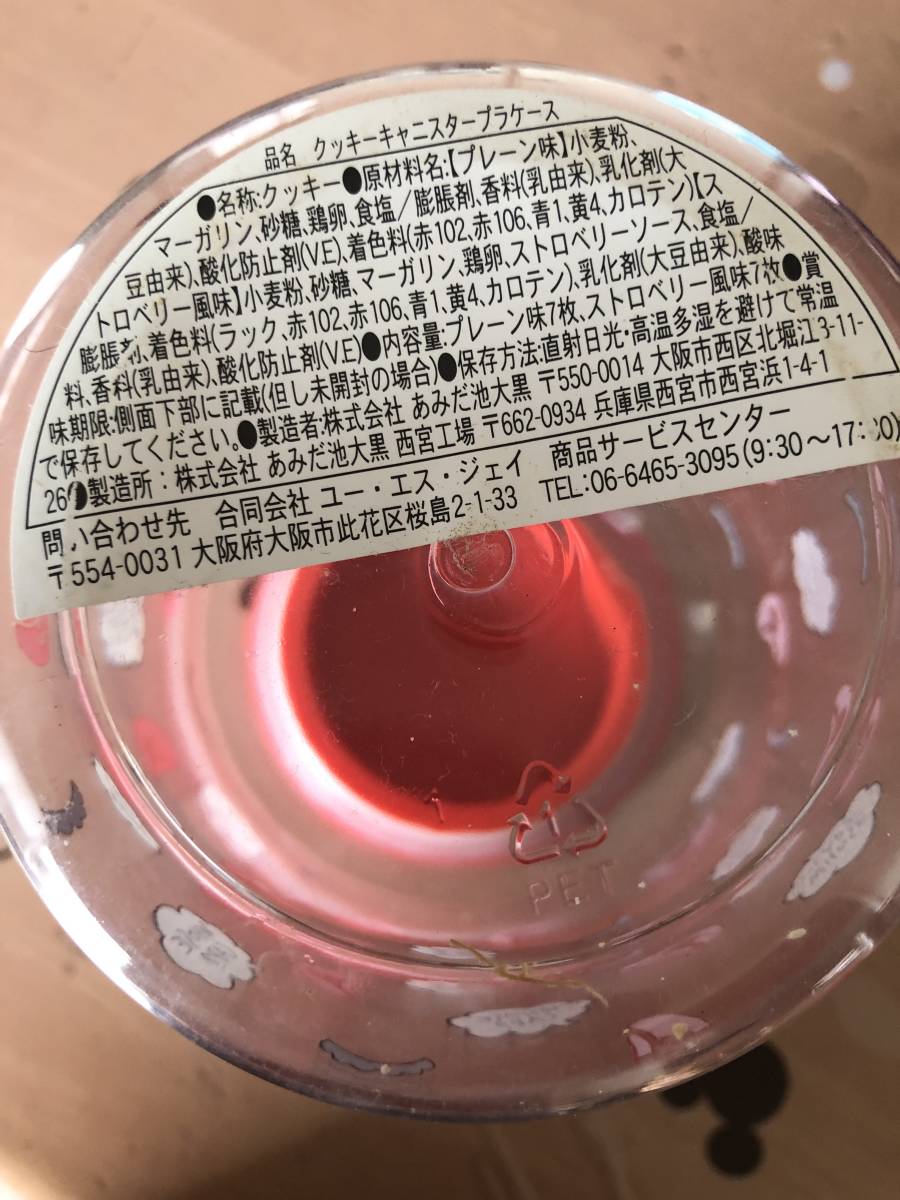 品名 クッキーキャニスタープラケース
●名称:クッキー●原材料名:【プレーン味】小麦粉、
マーガリン、砂糖、鶏卵、食塩/膨脹剤、香料(乳由来)、乳化剤(大
豆由来)、酸化防止剤(V.E)、着色料(赤102、赤106、青1、黄4、カロテン)【ス
トロベリー風味】小麦粉、砂糖、マーガリン、鶏卵、ストロベリーソース、食塩/
膨脹剤、着色料(ラック、赤102、赤106、青1、黄4、カロテン)、乳化剤(大豆由来)、酸味
料、香料(乳由来)、酸化防止剤(V.E)●内容量:プレーン味7枚、ストロベリー風味7枚●賞
味期限:側面下部に記載(但し未開封の場合)●保存方法:直射日光・高温多湿を避けて常温
で保存してください。●製造者:株式会社 あみだ池大黒 〒550-0014 大阪市西区北堀江3-11-
26●製造所:株式会社 あみだ池大黒 西宮工場 〒662-0934 兵庫県西宮市西宮浜1-4-1
問い合わせ先 合同会社 ユー・エス・ジェイ 商品サービスセンター
〒554-0031 大阪府大阪市此花区桜島2-1-33 TEL:06-6465-3095(9:30～17:30)
1
1
PET